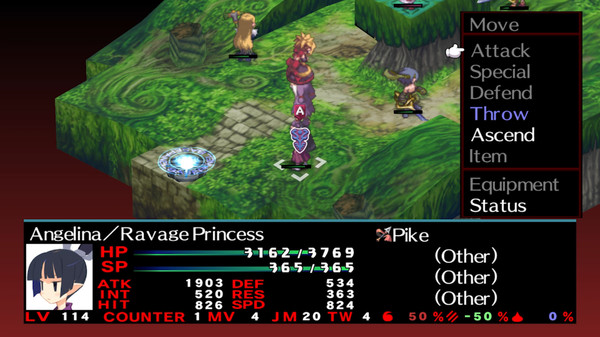 Move
Attack
Special
Defend
Throw
Ascend
Item
Equipment
Status
A
Angelina／Ravage Princess
Pike
HP 3162/3769
SP 365/365
(Other)
(Other)
(Other)
ATK 1903 DEF 534
INT 520 RES 363
HIT 826 SPD 824
LV 114 COUNTER 1 MV 4 JM 20 TW 4 50 % -50 % 0 %